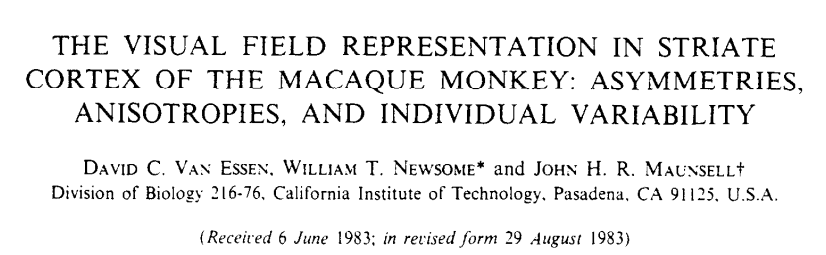 THE VISUAL FIELD REPRESENTATION IN STRIATE
CORTEX OF THE MACAQUE MONKEY: ASYMMETRIES,
ANISOTROPIES, AND INDIVIDUAL VARIABILITY
DAVID C. VAN ESSEN, WILLIAM T. NEWSOME* and JOHN H. R. MAUNSELL†
Division of Biology 216-76, California Institute of Technology, Pasadena, CA 91125, U.S.A.
(Received 6 June 1983; in revised form 29 August 1983)